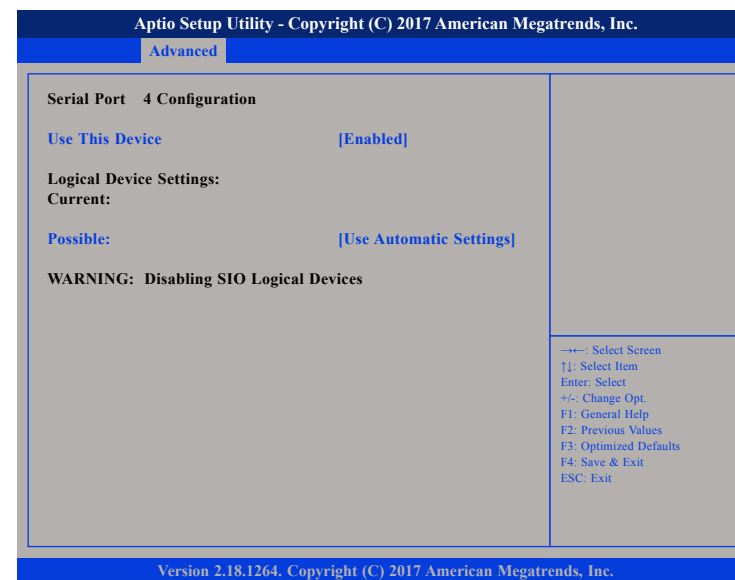 Aptio Setup Utility - Copyright (C) 2017 American Megatrends, Inc.
Advanced
Serial Port 4 Configuration
Use This Device [Enabled]
Logical Device Settings:
Current:
Possible: [Use Automatic Settings]
WARNING: Disabling SIO Logical Devices
→←: Select Screen
↑↓: Select Item
Enter: Select
+/-: Change Opt.
F1: General Help
F2: Previous Values
F3: Optimized Defaults
F4: Save & Exit
ESC: Exit
Version 2.18.1264. Copyright (C) 2017 American Megatrends, Inc.